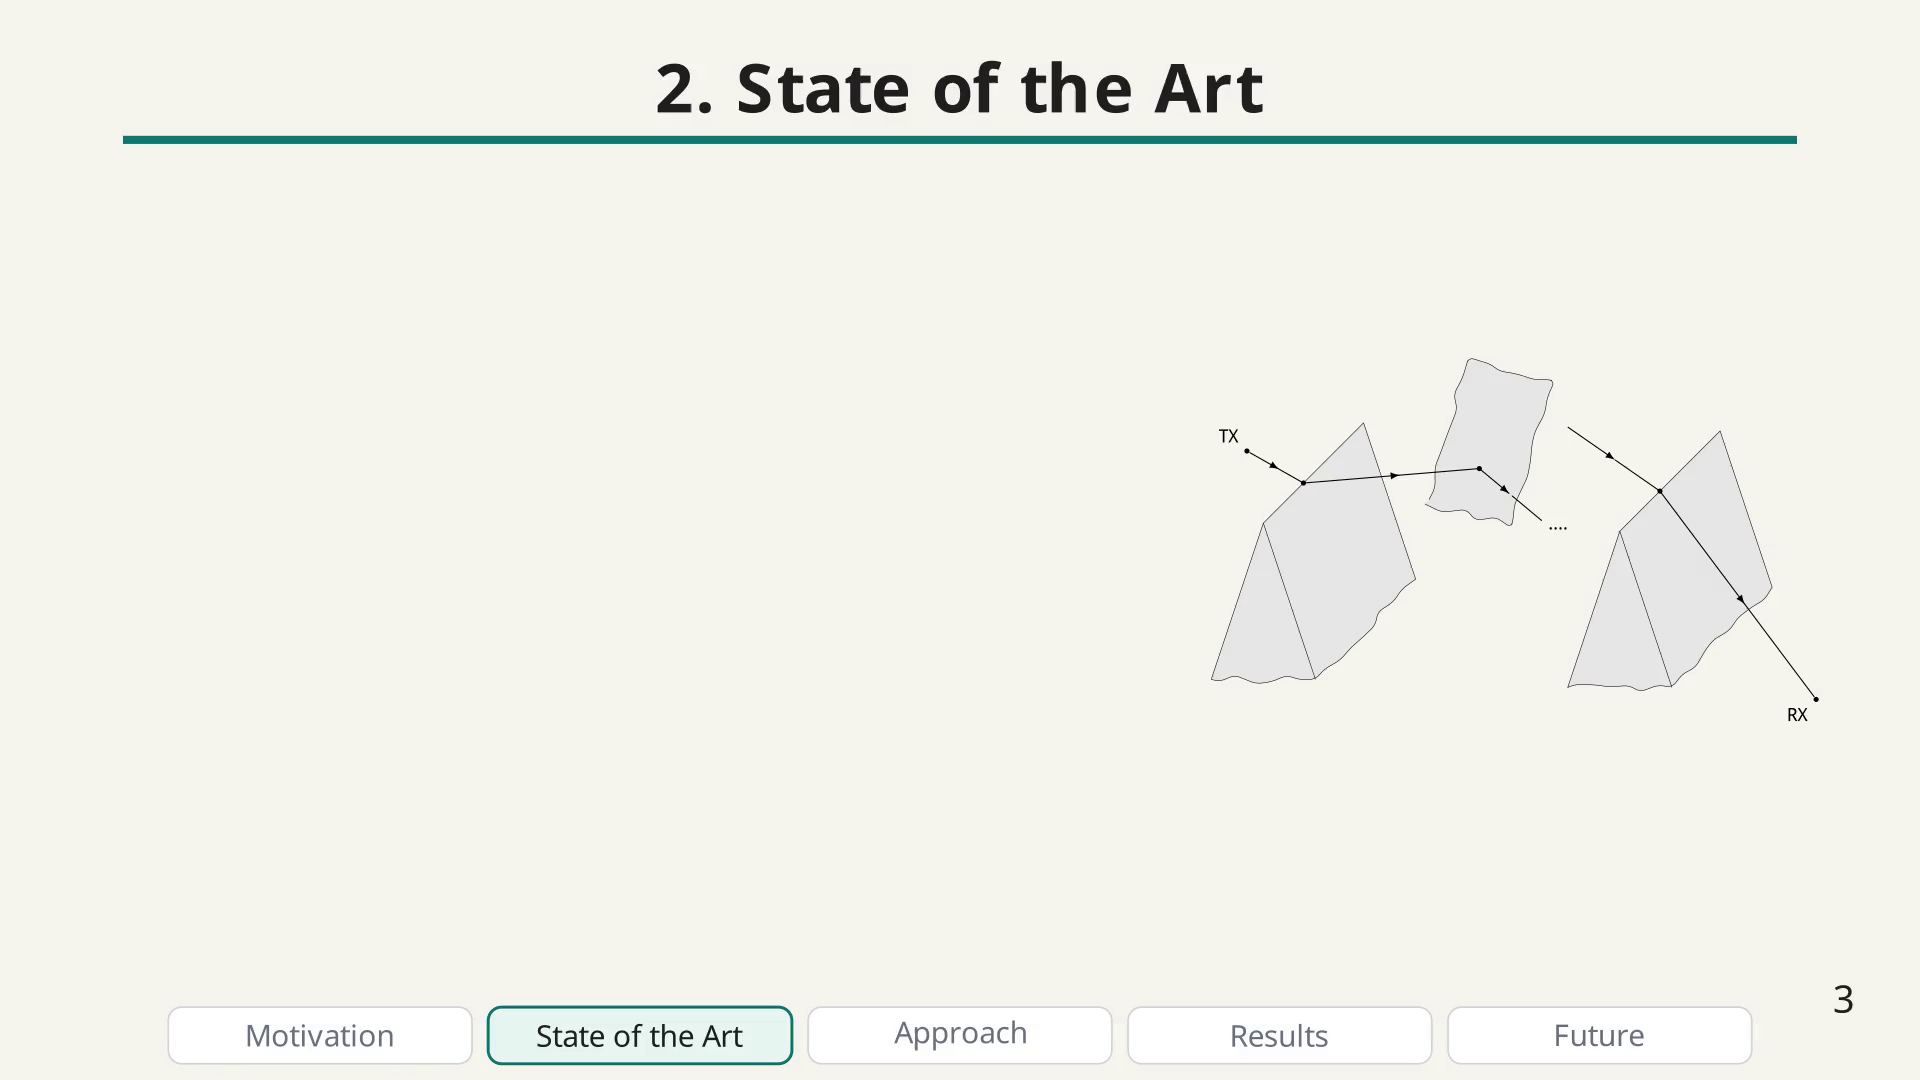 2. State of the Art
TX
....
RX
3
Motivation
State of the Art
Approach
Results
Future